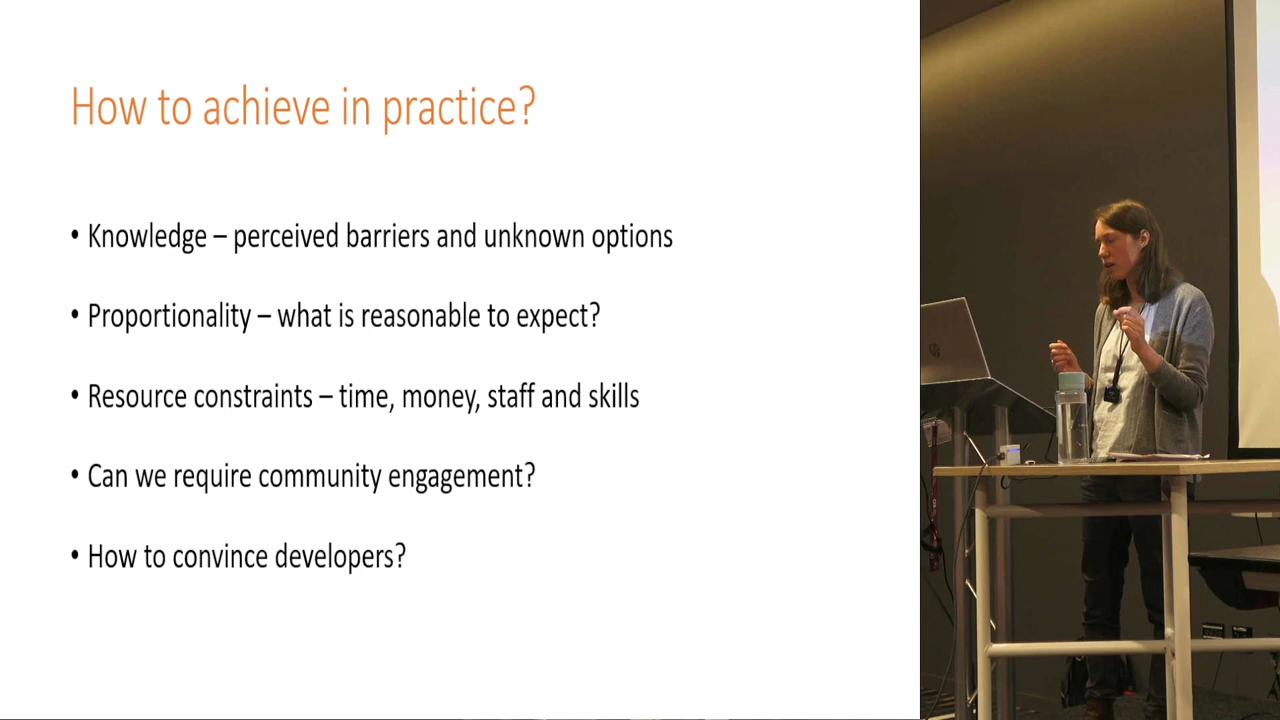 How to achieve in practice?
• Knowledge – perceived barriers and unknown options
• Proportionality – what is reasonable to expect?
• Resource constraints – time, money, staff and skills
• Can we require community engagement?
• How to convince developers?